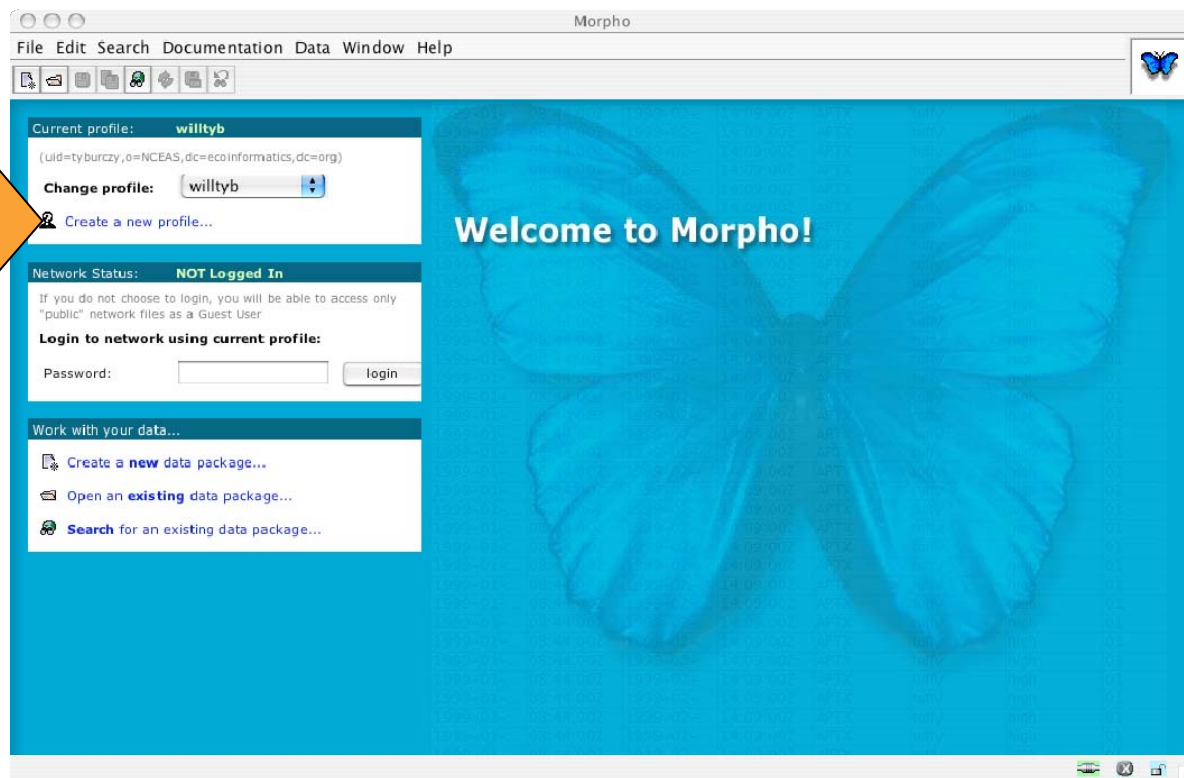 Morpho
File Edit Search Documentation Data Window Help
Current profile: willtyb
(uid=tyburczy,o=NCEAS,dc=ecoinformatics,dc=org)
Change profile: willtyb
Create a new profile...
Welcome to Morpho!
Network Status: NOT Logged In
If you do not choose to login, you will be able to access only
"public" network files as a Guest User
Login to network using current profile:
Password: login
Work with your data...
Create a new data package...
Open an existing data package...
Search for an existing data package...